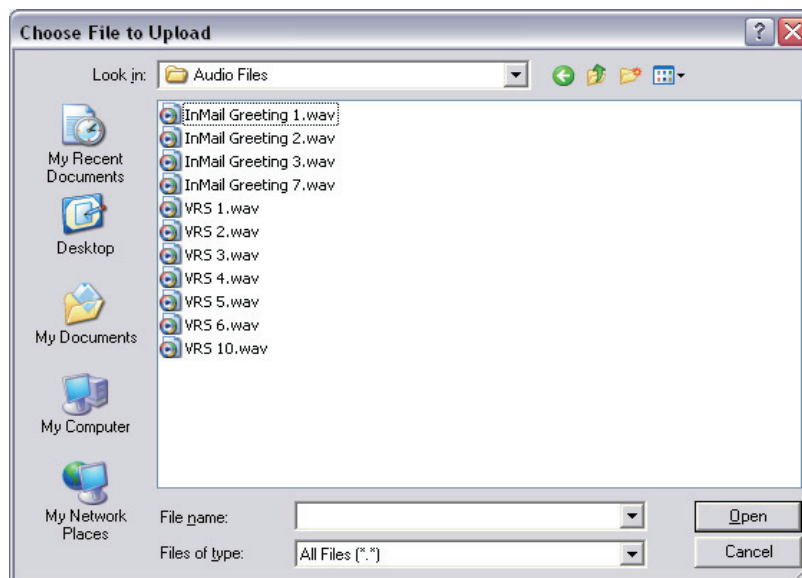 Choose File to Upload
?
Look in:
Audio Files
My Recent
Documents
Desktop
My Documents
My Computer
My Network
Places
InMail Greeting 1.wav
InMail Greeting 2.wav
InMail Greeting 3.wav
InMail Greeting 7.wav
VRS 1.wav
VRS 2.wav
VRS 3.wav
VRS 4.wav
VRS 5.wav
VRS 6.wav
VRS 10.wav
File name:
Open
Files of type:
All Files (*.*)
Cancel